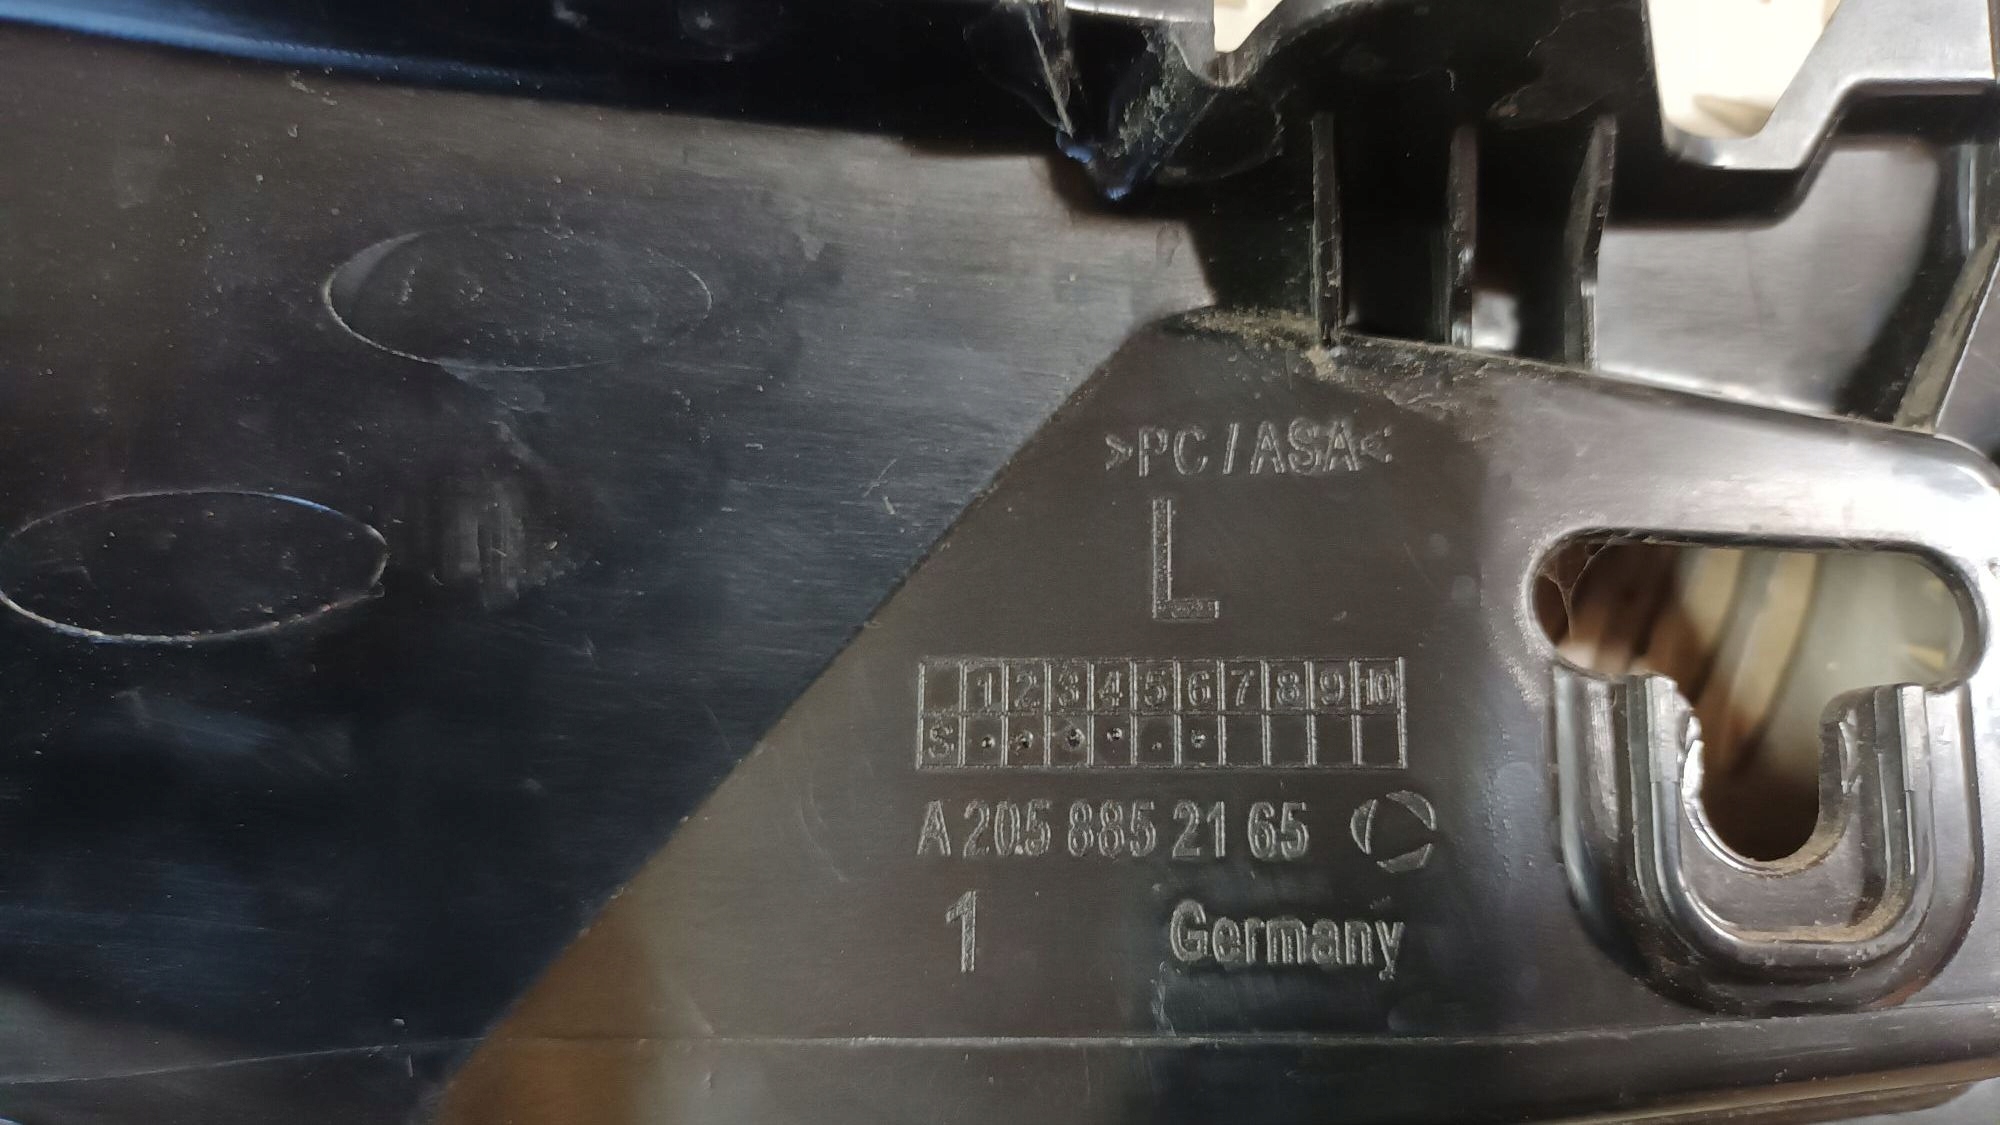 >PC/ASA<
L
1 2 3 4 5 6 7 8 9 10
S
A 205 885 21 65
1 Germany